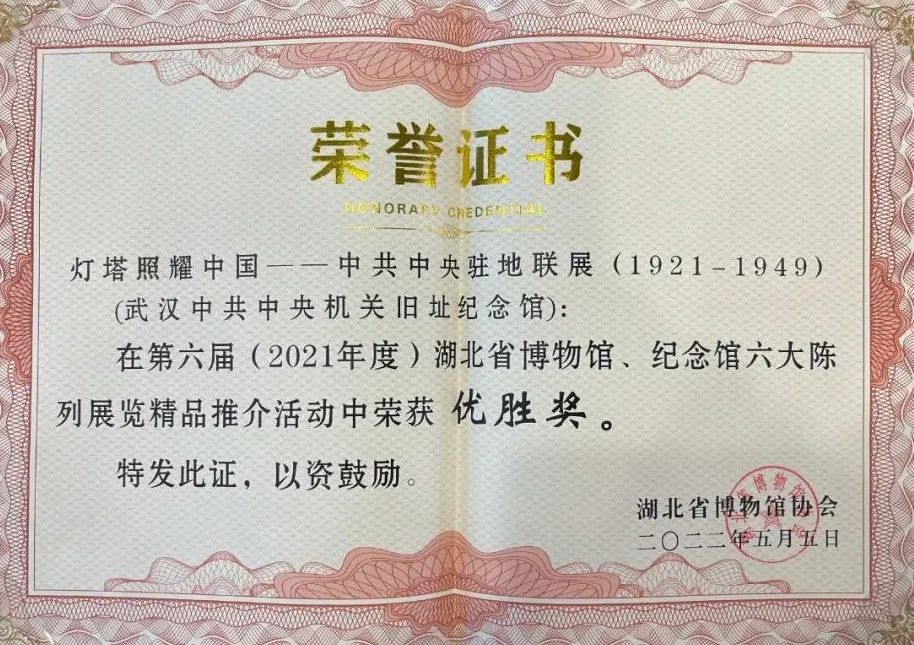 荣誉证书
HONORARY CREDENTIAL
灯塔照耀中国——中共中央驻地联展（1921-1949）
(武汉中共中央机关旧址纪念馆)：
在第六届（2021年度）湖北省博物馆、纪念馆六大陈
列展览精品推介活动中荣获 优胜奖。
特发此证，以资鼓励。
湖北省博物馆协会
二〇二二年五月五日